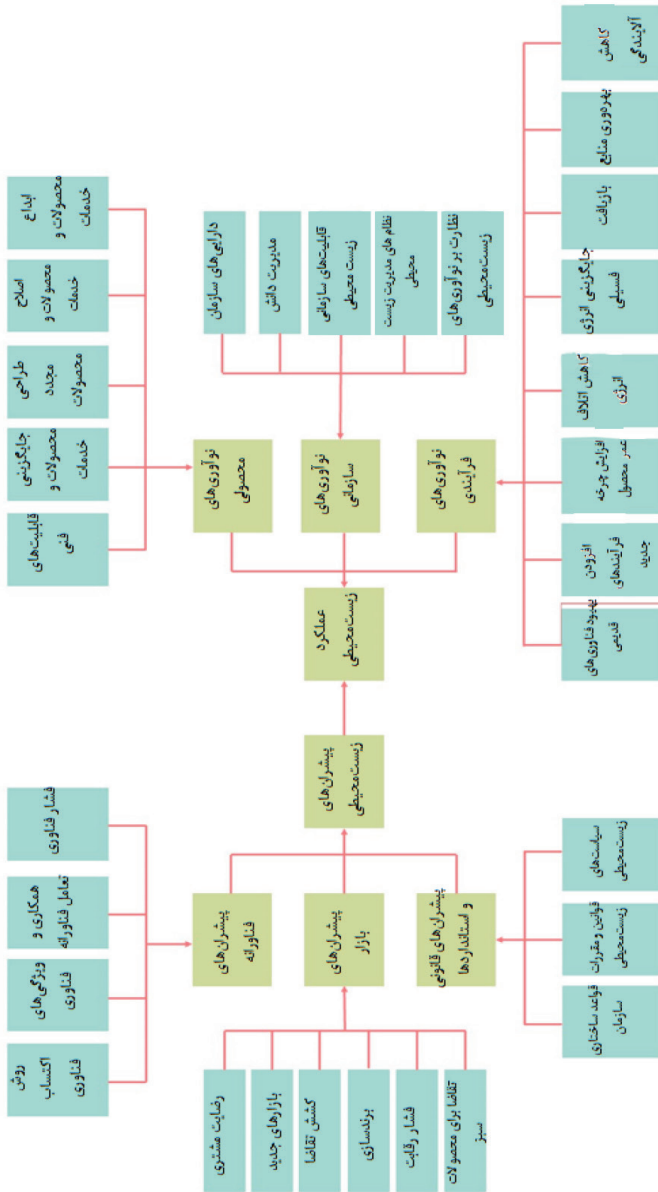 ابداع
محصولات و
خدمات
اصلاح
محصولات و
خدمات
طراحی
مجدد
محصولات
جایگزینی
محصولات و
خدمات
قابلیت‌های
فنی
فشار فناوری
همکاری و
تعامل فناورانه
ویژگی‌های
فناوری
روش
اکتساب
فناوری
نوآوری‌های
محصولی
پیشران‌های
فناورانه
دارایی‌های سازمان
مدیریت دانش
قابلیت‌های سازمانی
زیست محیطی
نظام های مدیریت زیست
محیطی
نظارت بر نوآوری‌های
زیست‌محیطی
نوآوری‌های
سازمانی
عملکرد
زیست‌محیطی
پیشران‌های
زیست‌محیطی
پیشران‌های
بازار
رضایت مشتری
بازارهای جدید
کشش تقاضا
برندسازی
فشار رقابت
تقاضا برای محصولات
سبز
نوآوری‌های
فرآیندی
پیشران‌های قانونی
و استانداردها
کاهش
آلایندگی
بهره‌وری منابع
بازیافت
جایگزینی انرژی
فسیلی
کاهش اتلاف
انرژی
افزایش چرخه
عمر محصول
افزودن
فرآیندهای
جدید
بهبود فناوری‌های
قدیمی
سیاست‌های
زیست‌محیطی
قوانین و مقررات
زیست‌محیطی
قواعد ساختاری
سازمان